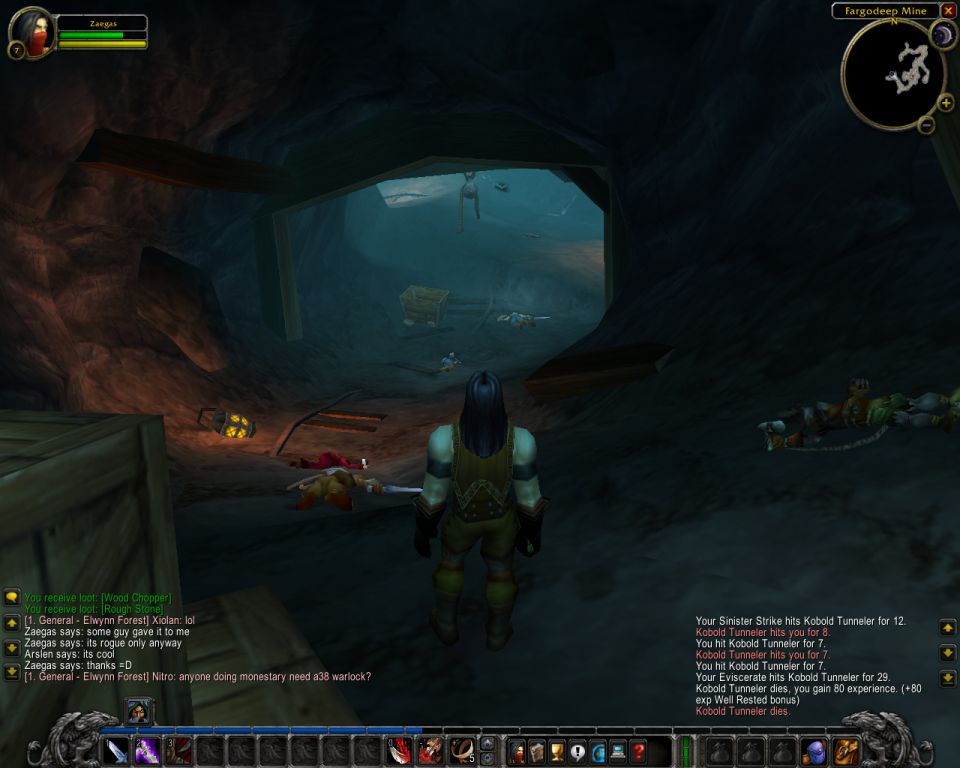 Zaegas
7
Fargodeep Mine
N
You receive loot: [Wood Chopper]
You receive loot: [Rough Stone]
[1. General - Elwynn Forest] Xiolan: lol
Zaegas says: some guy gave it to me
Zaegas says: its rogue only anyway
Arslen says: its cool
Zaegas says: thanks =D
[1. General - Elwynn Forest] Nitro: anyone doing monestary need a38 warlock?
Your Sinister Strike hits Kobold Tunneler for 12.
Kobold Tunneler hits you for 8.
You hit Kobold Tunneler for 7.
Kobold Tunneler hits you for 7.
You hit Kobold Tunneler for 7.
Your Eviscerate hits Kobold Tunneler for 29.
Kobold Tunneler dies, you gain 80 experience. (+80
exp Well Rested bonus)
Kobold Tunneler dies.
3
5